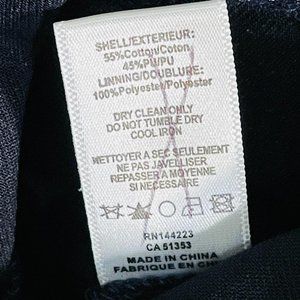 SHELL/EXTERIEUR:
55%Cotton/Coton
45%PU/PU
LINNING/DOUBLURE:
100%Polyester/Polyester
DRY CLEAN ONLY
DO NOT TUMBLE DRY
COOL IRON
NETTOYER A SEC SEULEMENT
NE PAS JAVELLISER
REPASSER A MOYENNE
SI NECESSAIRE
RN144223
CA 51353
MADE IN CHINA
FABRIQUE EN